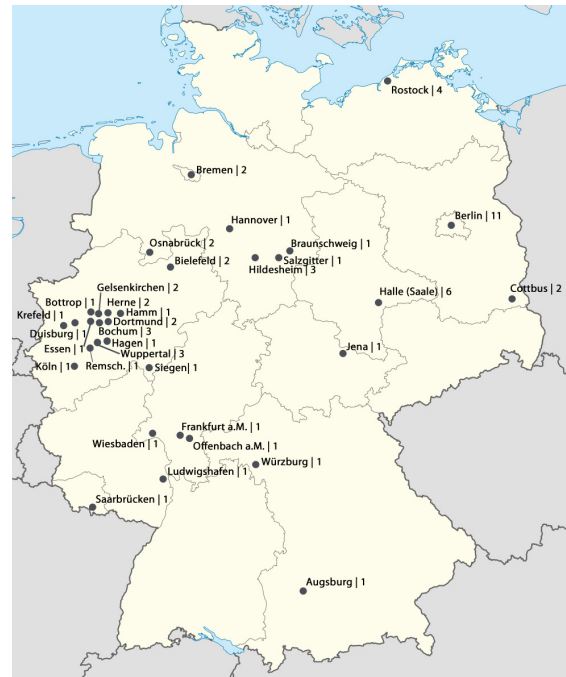 Rostock | 4
Bremen | 2
Berlin | 11
Hannover | 1
Osnabrück | 2
Braunschweig | 1
Bielefeld | 2
Salzgitter | 1
Hildesheim | 3
Gelsenkirchen | 2
Halle (Saale) | 6
Cottbus | 2
Bottrop | 1
Herne | 2
Krefeld | 1
Hamm | 1
Dortmund | 2
Duisburg | 1
Bochum | 3
Essen | 1
Hagen | 1
Wuppertal | 3
Jena | 1
Köln | 1
Remsch. | 1
Siegen| 1
Frankfurt a.M. | 1
Wiesbaden | 1
Offenbach a.M. | 1
Würzburg | 1
Ludwigshafen | 1
Saarbrücken | 1
Augsburg | 1